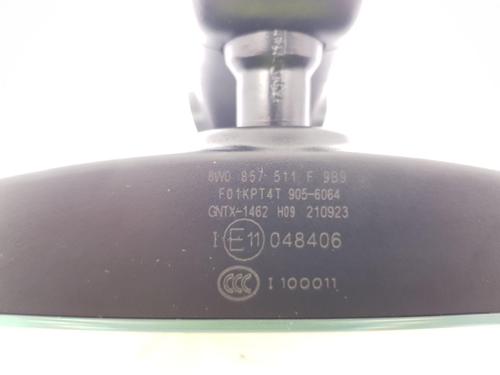 8W0 857 511 F 9B9
F01KPT4T 905-6064
GNTX-1462 H09 210923
I E11 048406
CCC I 100011